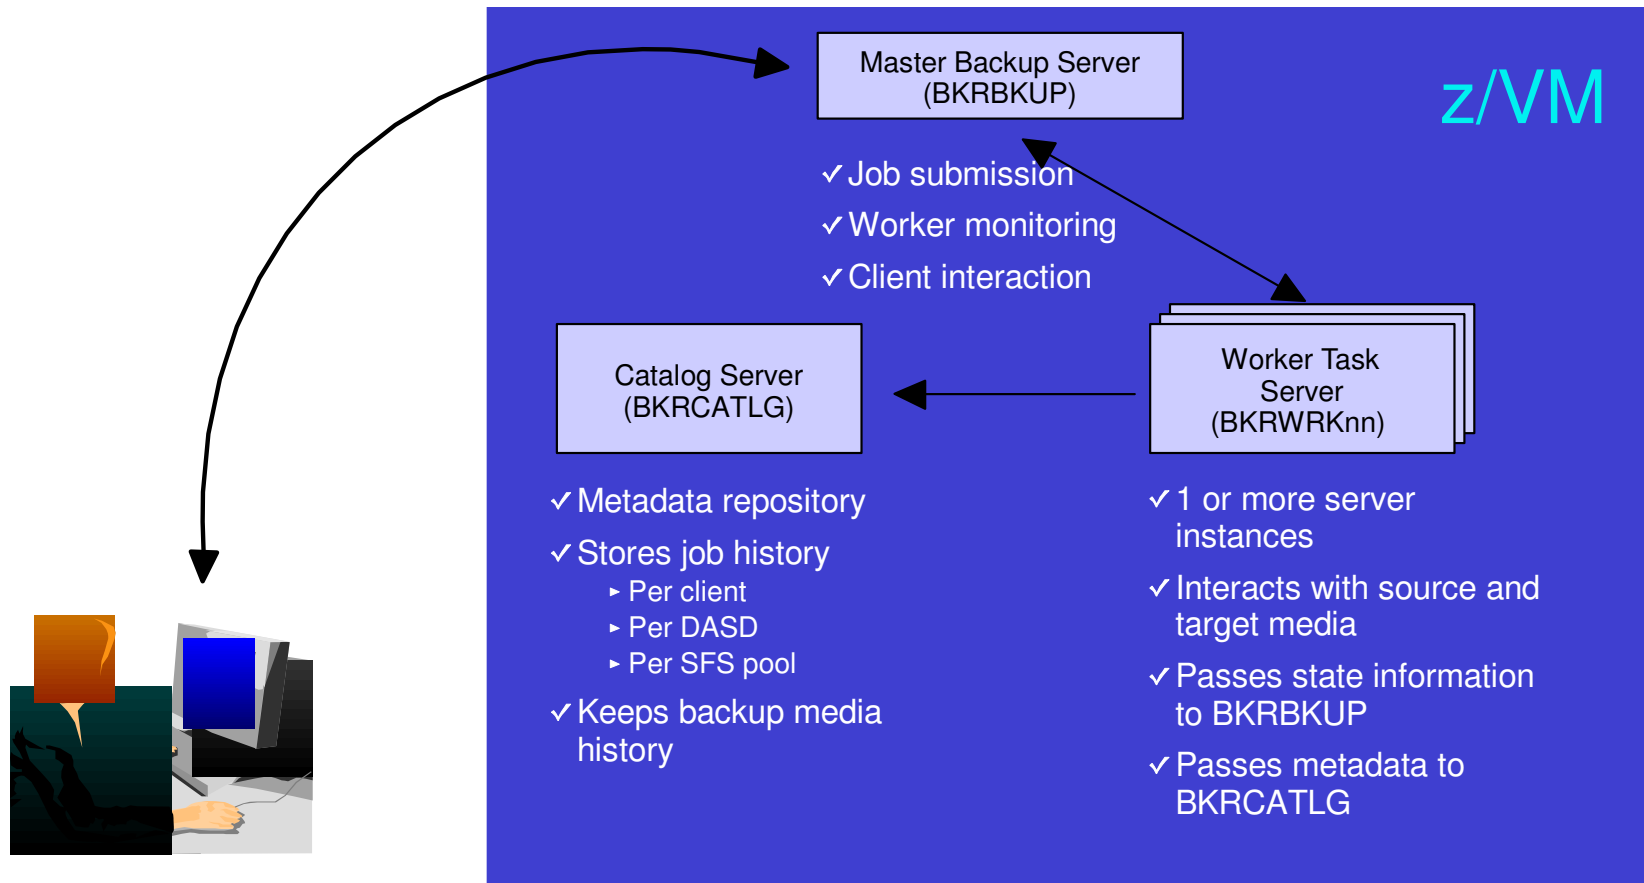 Master Backup Server
(BKRBKUP)
z/VM
✓Job submission
✓Worker monitoring
✓Client interaction
Catalog Server
(BKRCATLG)
Worker Task
Server
(BKRWRKnn)
✓Metadata repository
✓Stores job history
▸Per client
▸Per DASD
▸Per SFS pool
✓Keeps backup media
history
✓1 or more server
instances
✓Interacts with source and
target media
✓Passes state information
to BKRBKUP
✓Passes metadata to
BKRCATLG